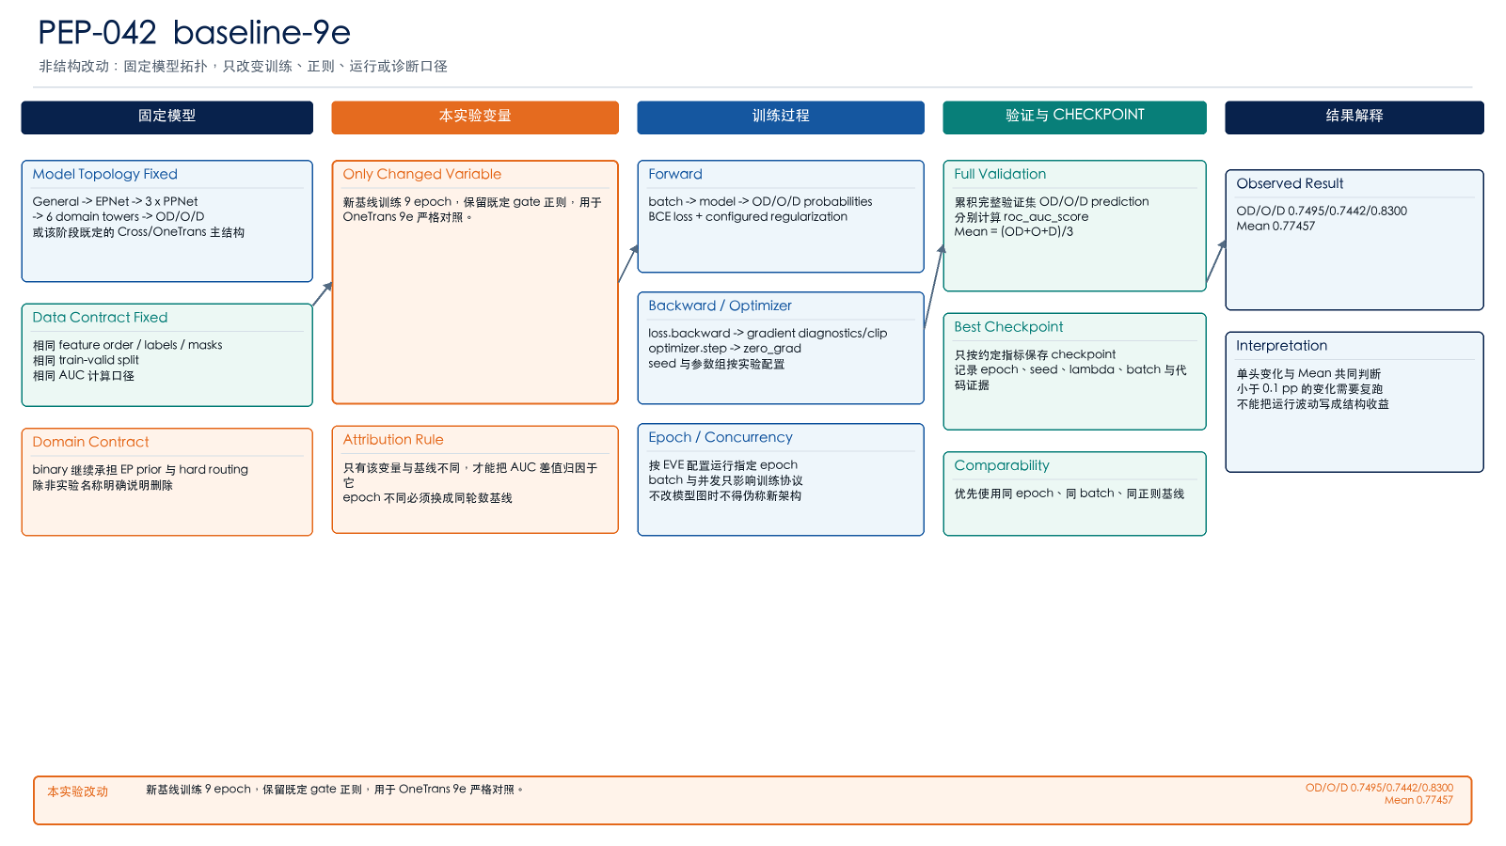 PEP-042 baseline-9e
非结构改动：固定模型拓扑，只改变训练、正则、运行或诊断口径
固定模型
本实验变量
训练过程
验证与 CHECKPOINT
结果解释
Model Topology Fixed
General -> EPNet -> 3 x PPNet
-> 6 domain towers -> OD/O/D
或该阶段既定的 Cross/OneTrans 主结构
Data Contract Fixed
相同 feature order / labels / masks
相同 train-valid split
相同 AUC 计算口径
Domain Contract
binary 继续承担 EP prior 与 hard routing
除非实验名称明确说明删除
Only Changed Variable
新基线训练 9 epoch，保留既定 gate 正则，用于
OneTrans 9e 严格对照。
Attribution Rule
只有该变量与基线不同，才能把 AUC 差值归因于
它
epoch 不同必须换成同轮数基线
Forward
batch -> model -> OD/O/D probabilities
BCE loss + configured regularization
Backward / Optimizer
loss.backward -> gradient diagnostics/clip
optimizer.step -> zero_grad
seed 与参数组按实验配置
Epoch / Concurrency
按 EVE 配置运行指定 epoch
batch 与并发只影响训练协议
不改模型图时不得伪称新架构
Full Validation
累积完整验证集 OD/O/D prediction
分别计算 roc_auc_score
Mean = (OD+O+D)/3
Best Checkpoint
只按约定指标保存 checkpoint
记录 epoch、seed、lambda、batch 与代
码证据
Comparability
优先使用同 epoch、同 batch、同正则基线
Observed Result
OD/O/D 0.7495/0.7442/0.8300
Mean 0.77457
Interpretation
单头变化与 Mean 共同判断
小于 0.1 pp 的变化需要复跑
不能把运行波动写成结构收益
本实验改动
新基线训练 9 epoch，保留既定 gate 正则，用于 OneTrans 9e 严格对照。
OD/O/D 0.7495/0.7442/0.8300
Mean 0.77457